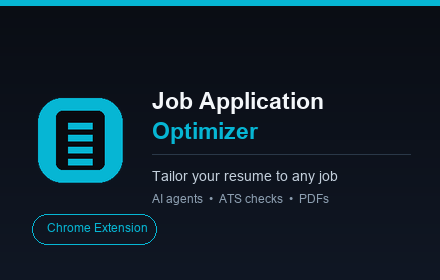 Job Application
Optimizer
Tailor your resume to any job
AI agents • ATS checks • PDFs
Chrome Extension